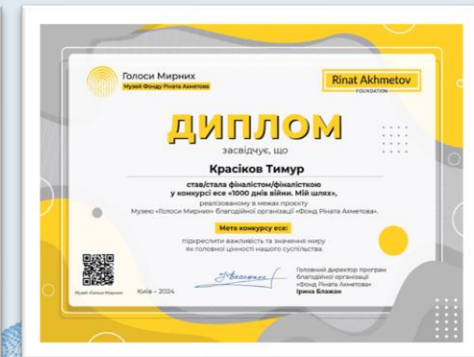 Голоси Мирних
Музей Фонду Ріната Ахметова
Rinat Akhmetov
FOUNDATION
ДИПЛОМ
засвідчує, що
Красіков Тимур
став/стала фіналістом/фіналісткою
у конкурсі есе «1000 днів війни. Мій шлях»,
реалізованому в межах проєкту
Музею «Голоси Мирних» благодійної організації «Фонд Ріната Ахметова».
Мета конкурсу есе:
підкреслити важливість та значення миру
як головної цінності нашого суспільства.
Музей «Голоси Мирних»
Київ – 2024
Головний директор програм
благодійної організації
«Фонд Ріната Ахметова»
Ірина Блажан